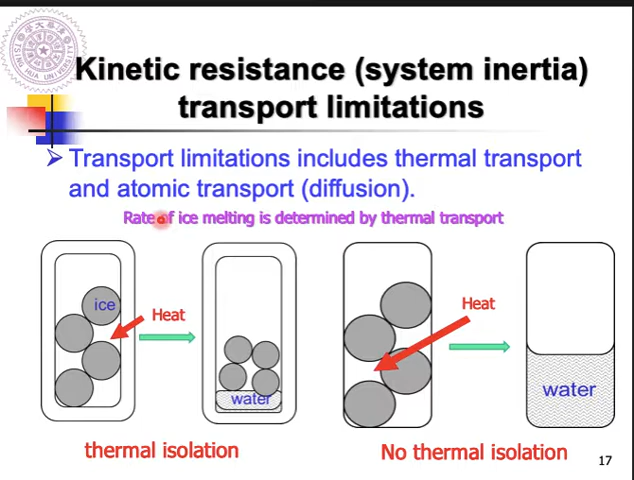 Kinetic resistance (system inertia)
transport limitations
Transport limitations includes thermal transport
and atomic transport (diffusion).
Rate of ice melting is determined by thermal transport
ice
Heat
water
Heat
water
thermal isolation
No thermal isolation
17